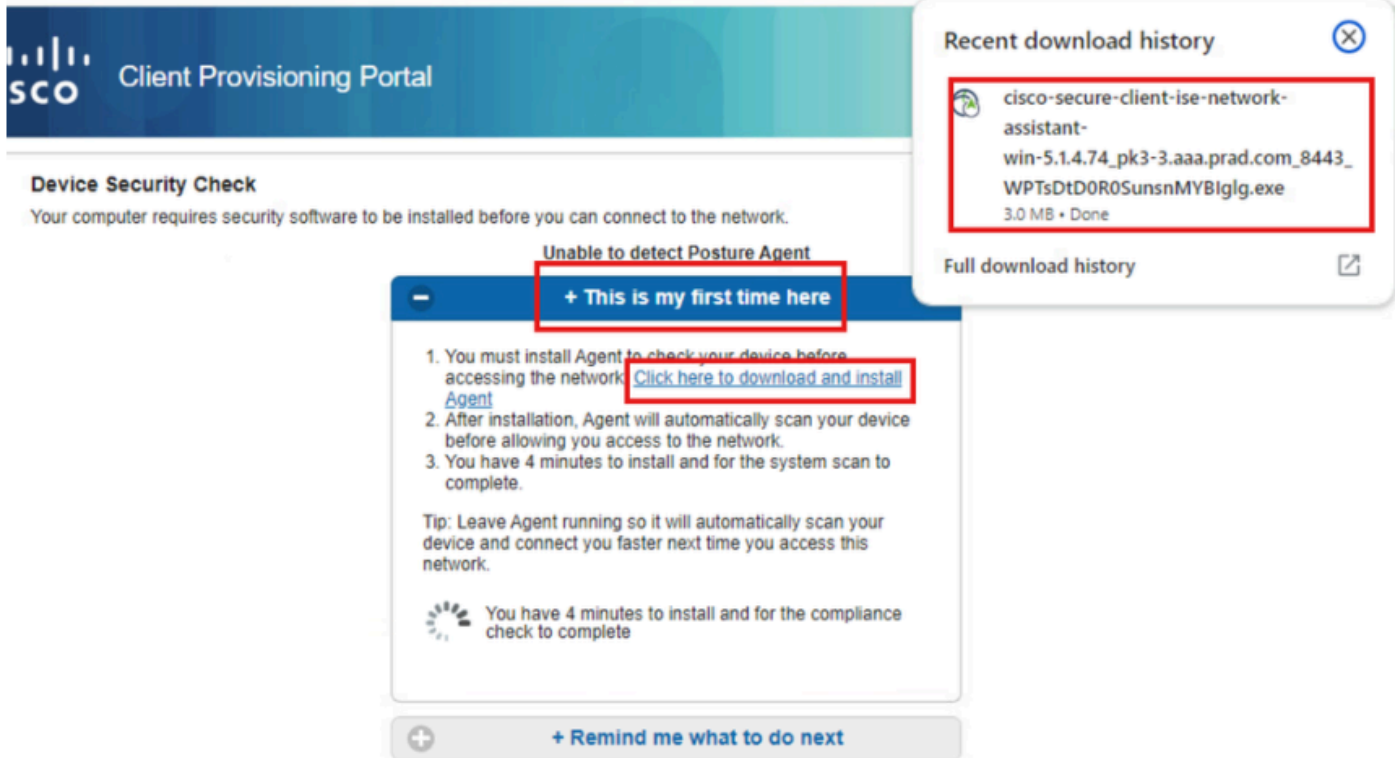 sco
Client Provisioning Portal
Device Security Check
Your computer requires security software to be installed before you can connect to the network.
Unable to detect Posture Agent
+ This is my first time here
1. You must install Agent to check your device before
accessing the network. Click here to download and install
Agent
2. After installation, Agent will automatically scan your device
before allowing you access to the network.
3. You have 4 minutes to install and for the system scan to
complete.
Tip: Leave Agent running so it will automatically scan your
device and connect you faster next time you access this
network.
You have 4 minutes to install and for the compliance
check to complete
+ Remind me what to do next
Recent download history
cisco-secure-client-ise-network-
assistant-
win-5.1.4.74_pk3-3.aaa.prad.com_8443_
WPTsDtD0R0SunsnMYBIglg.exe
3.0 MB • Done
Full download history